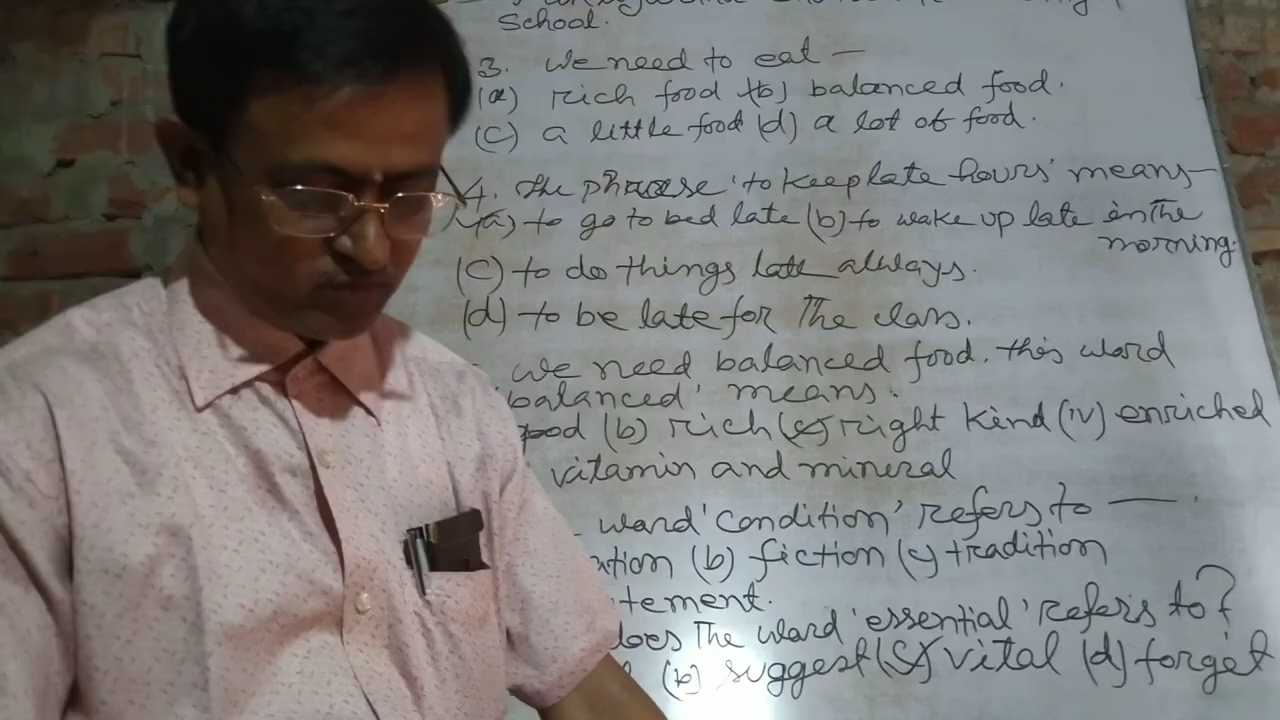 School.
3. we need to eat —
(a) rich food (b) balanced food.
(c) a little food (d) a lot of food.
4. The phrase 'to keep late hours' means—
(a) to go to bed late (b) to wake up late in The
morning.
(c) to do things late always.
(d) to be late for The class.
we need balanced food. this word
'balanced' means.
(b) rich (c) right kind (iv) enriched
vitamin and mineral
word 'condition' refers to —.
(b) fiction (c) tradition
tement.
does The word 'essential' refers to?
(b) suggest (c) vital (d) forget